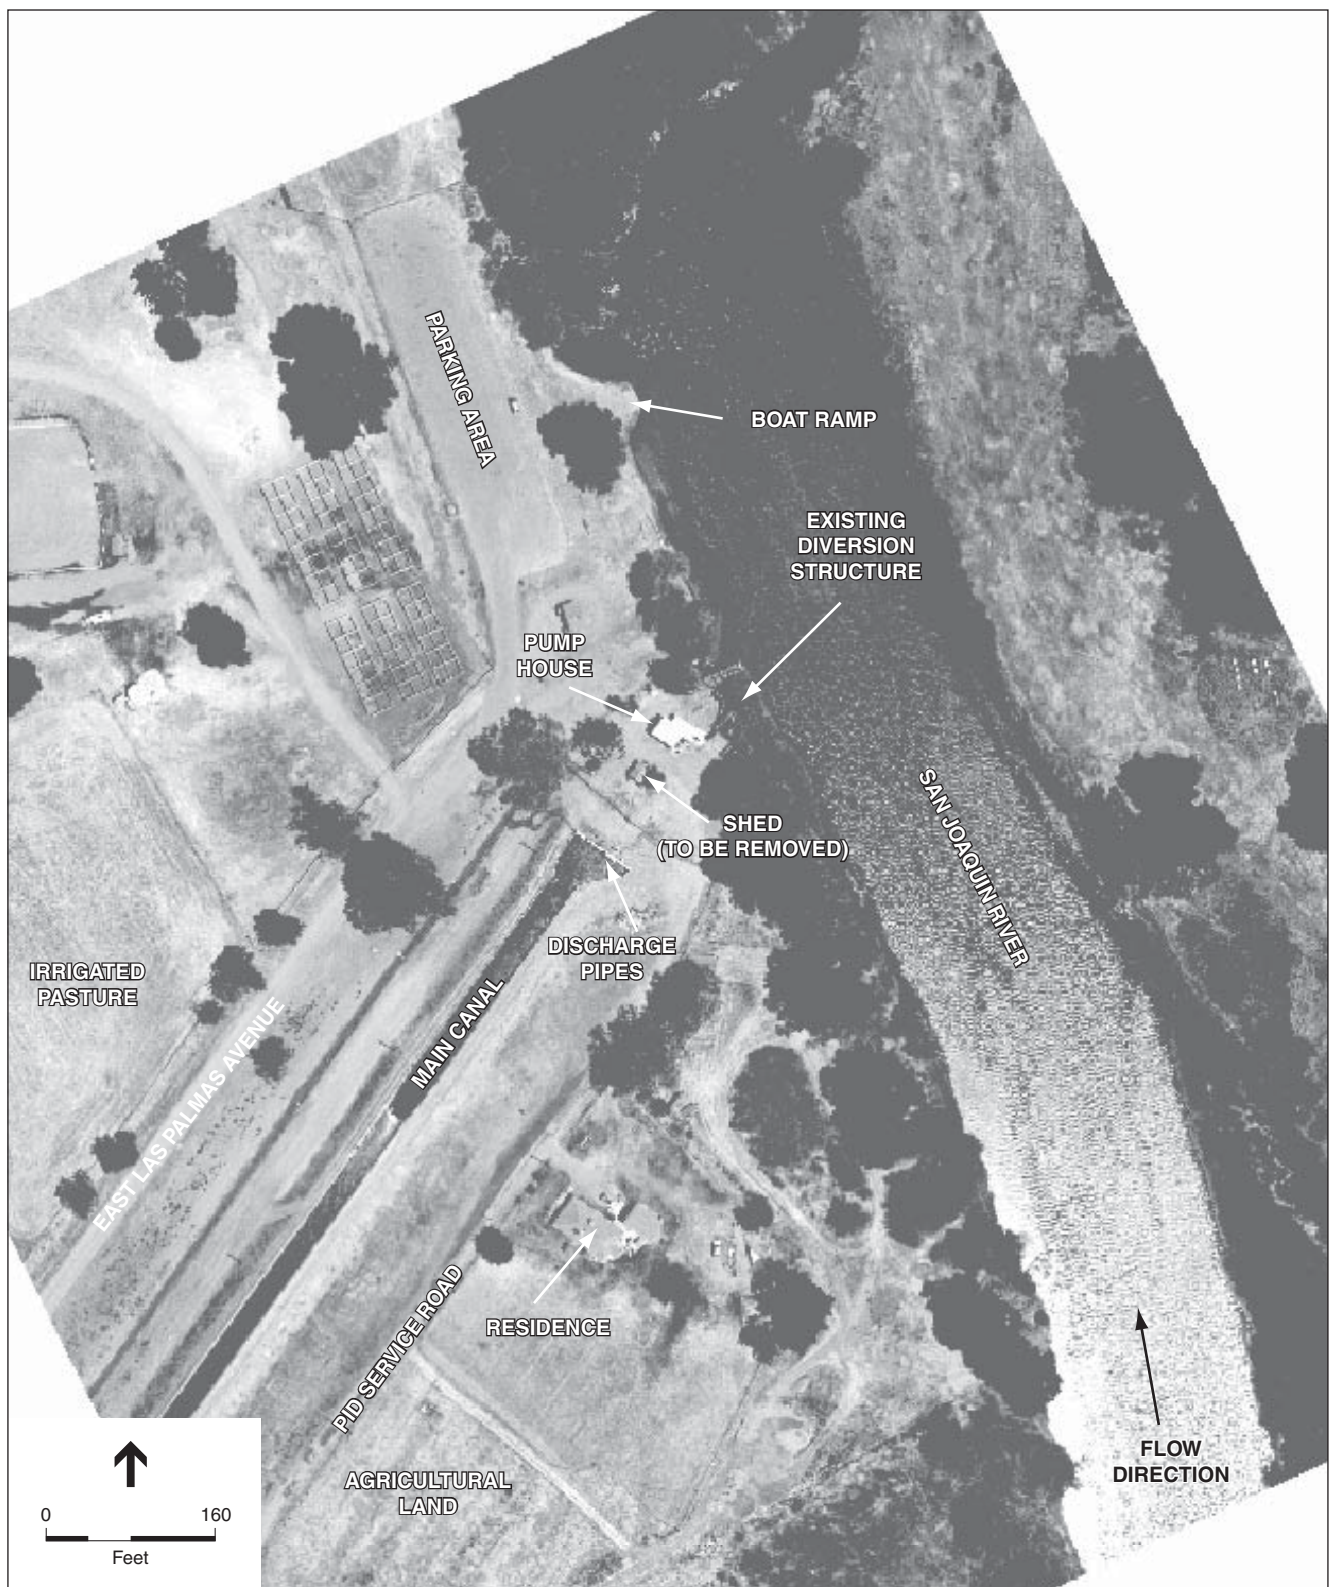 PARKING AREA
BOAT RAMP
EXISTING
DIVERSION
STRUCTURE
PUMP
HOUSE
SAN JOAQUIN RIVER
SHED
(TO BE REMOVED)
DISCHARGE
PIPES
IRRIGATED
PASTURE
MAIN CANAL
EAST LAS PALMAS AVENUE
RESIDENCE
PID SERVICE ROAD
AGRICULTURAL
LAND
FLOW
DIRECTION
0 160
Feet